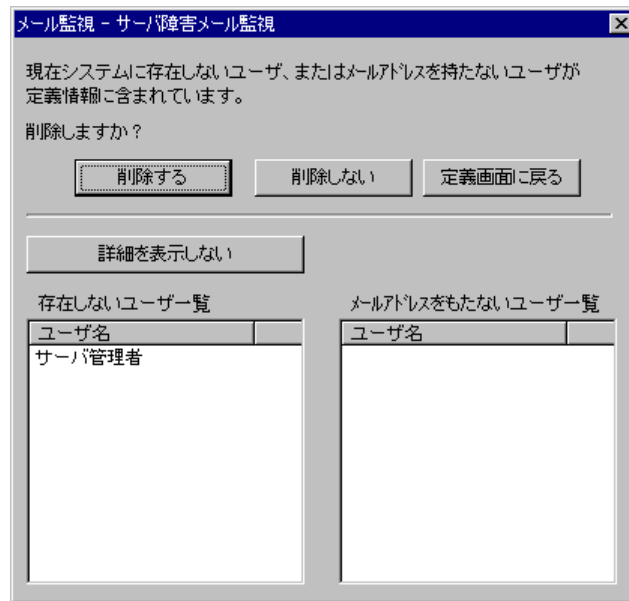 メール監視 - サーバ障害メール監視
現在システムに存在しないユーザ、またはメールアドレスを持たないユーザが
定義情報に含まれています。
削除しますか？
削除する 削除しない 定義画面に戻る
詳細を表示しない
存在しないユーザ一覧 メールアドレスをもたないユーザ一覧
ユーザ名 ユーザ名
サーバ管理者